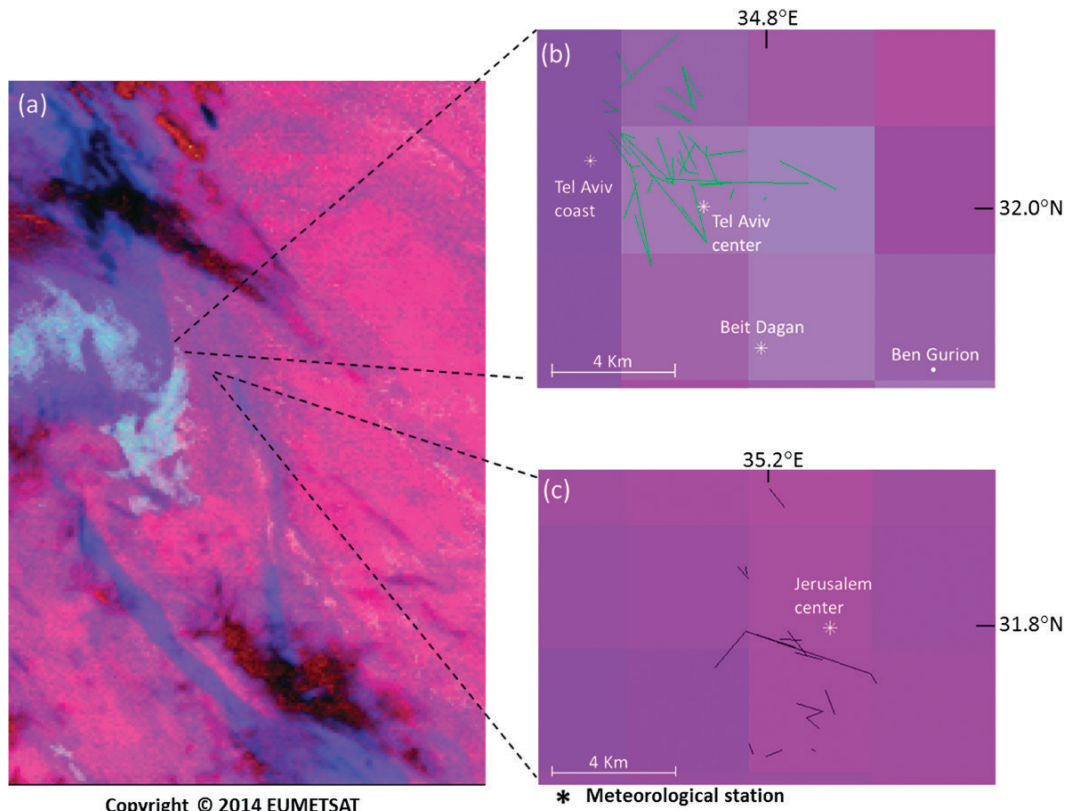 (a)
34.8°E
(b)
Tel Aviv
coast
Tel Aviv
center
32.0°N
Beit Dagan
Ben Gurion
4 Km
35.2°E
(c)
Jerusalem
center
31.8°N
4 Km
* Meteorological station
Copyright © 2014 EUMETSAT